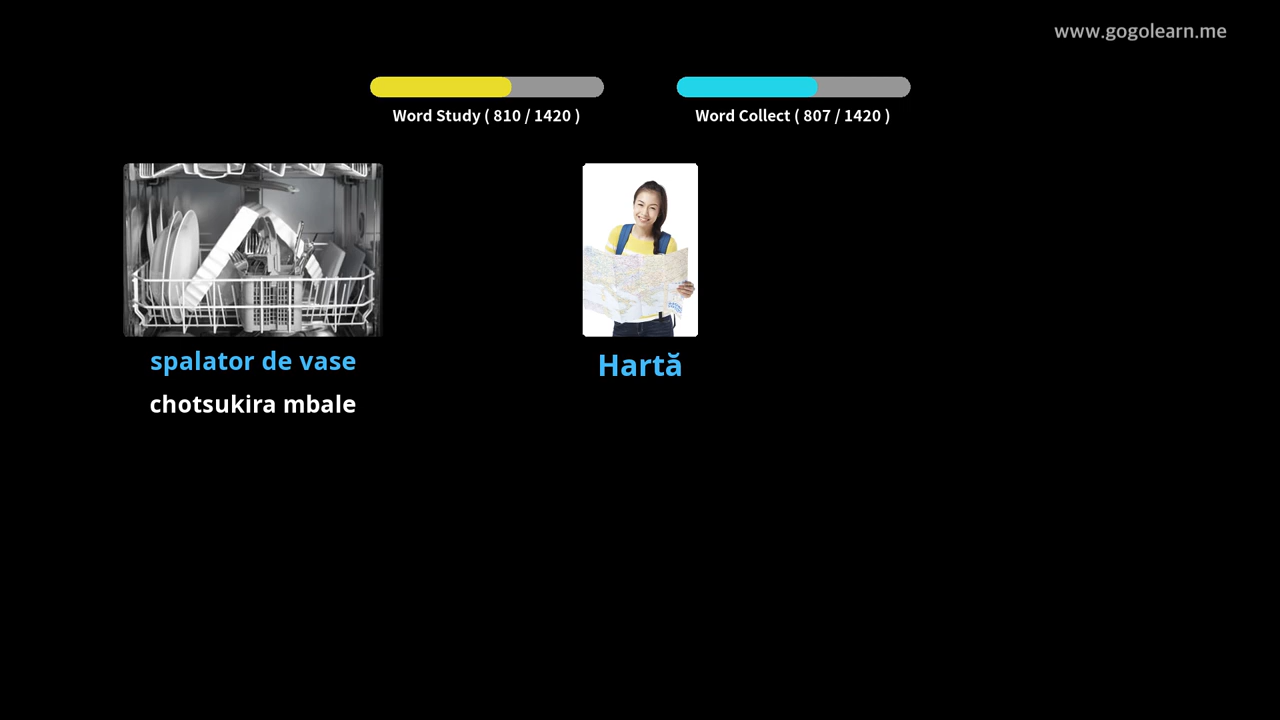 www.gogolearn.me
Word Study ( 810 / 1420 )
Word Collect ( 807 / 1420 )
spalator de vase
chotsukira mbale
Hartă